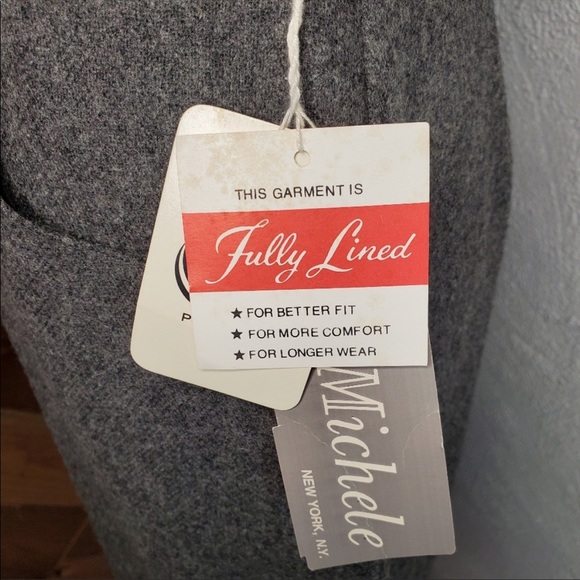 THIS GARMENT IS
Fully Lined
★ FOR BETTER FIT
★ FOR MORE COMFORT
★ FOR LONGER WEAR
Michele
NEW YORK, N.Y.